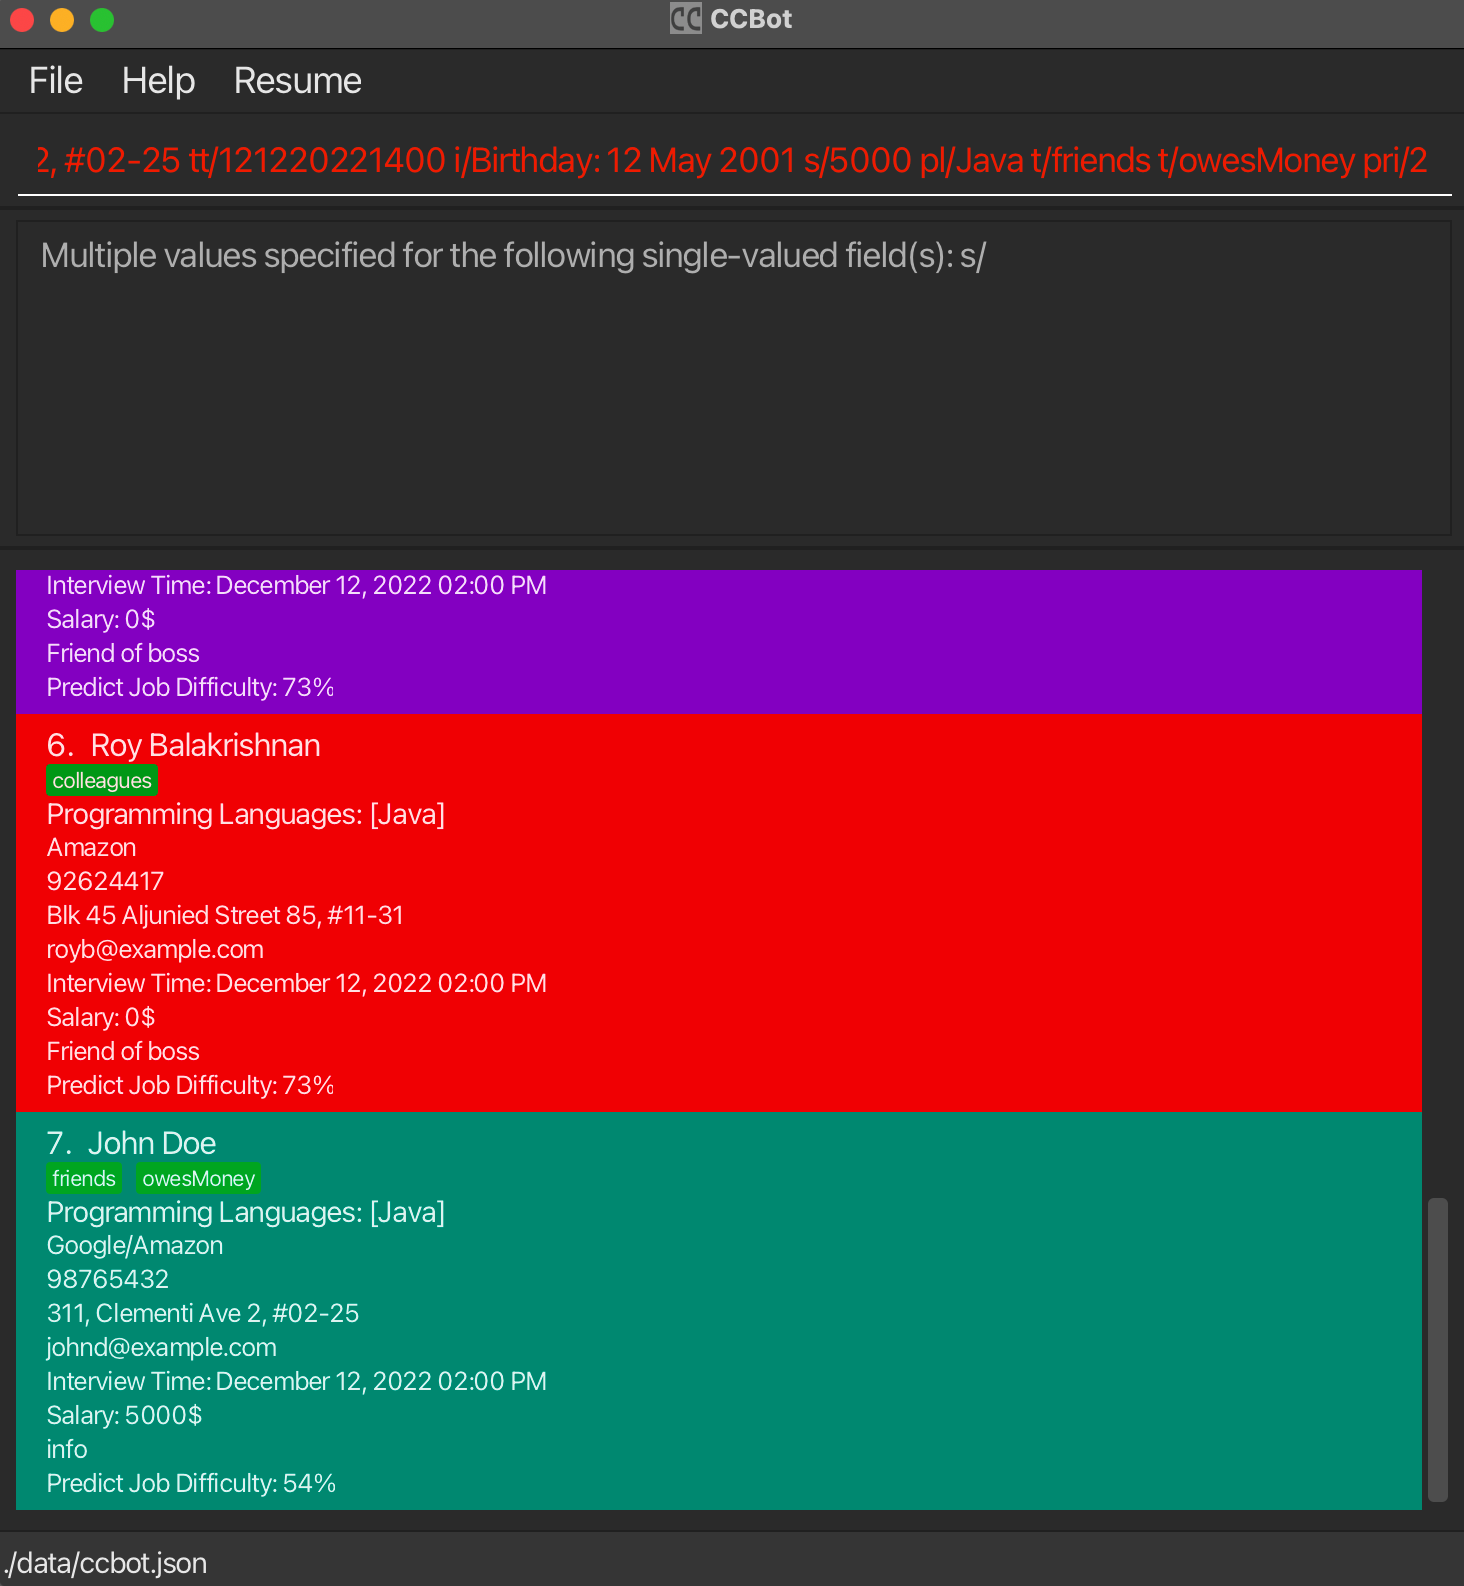 CC CCBot
File Help Resume
2, #02-25 tt/121220221400 i/Birthday: 12 May 2001 s/5000 pl/Java t/friends t/owesMoney pri/2
Multiple values specified for the following single-valued field(s): s/
Interview Time: December 12, 2022 02:00 PM
Salary: 0$
Friend of boss
Predict Job Difficulty: 73%
6. Roy Balakrishnan
colleagues
Programming Languages: [Java]
Amazon
92624417
Blk 45 Aljunied Street 85, #11-31
royb@example.com
Interview Time: December 12, 2022 02:00 PM
Salary: 0$
Friend of boss
Predict Job Difficulty: 73%
7. John Doe
friends owesMoney
Programming Languages: [Java]
Google/Amazon
98765432
311, Clementi Ave 2, #02-25
johnd@example.com
Interview Time: December 12, 2022 02:00 PM
Salary: 5000$
info
Predict Job Difficulty: 54%
./data/ccbot.json